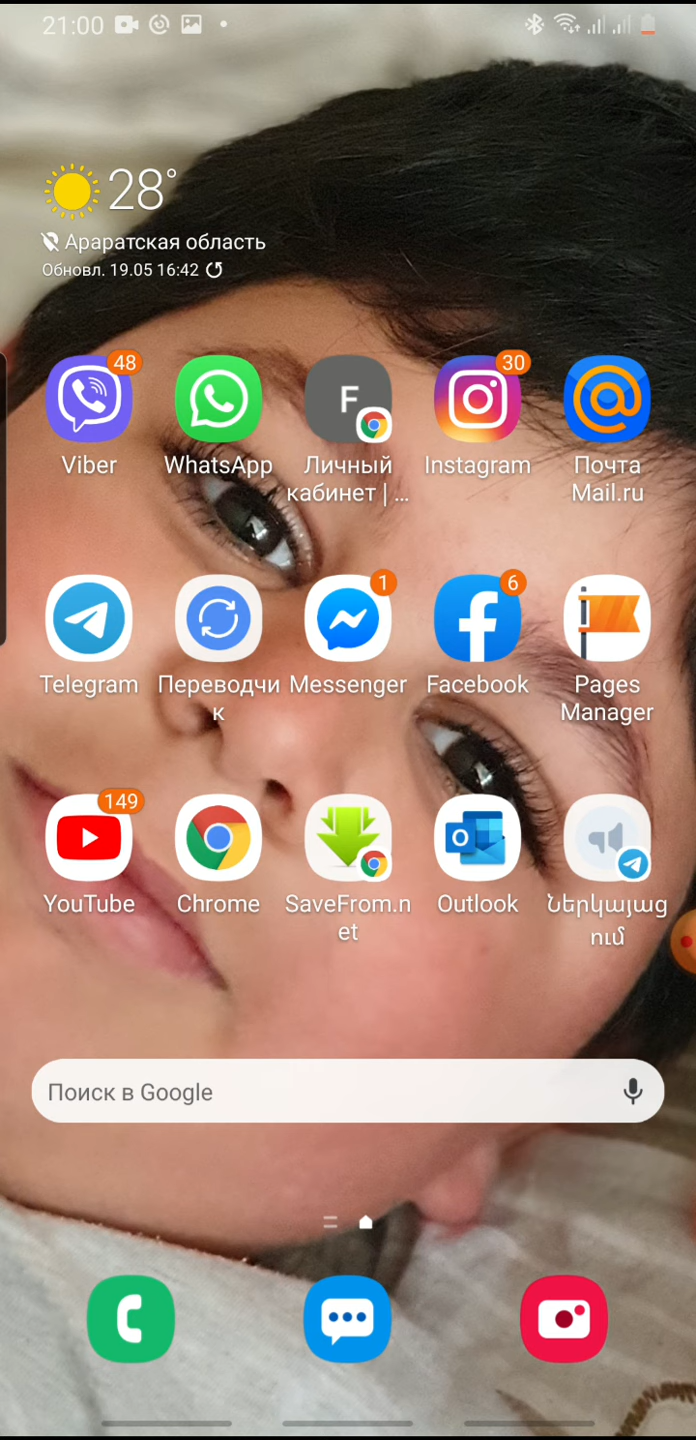 21:00
28°
Араратская область
Обновл. 19.05 16:42
48
30
F
Viber
WhatsApp
Личный
кабинет | ...
Instagram
Почта
Mail.ru
1
6
Telegram
Переводчи
к
Messenger
Facebook
Pages
Manager
149
YouTube
Chrome
SaveFrom.n
et
Outlook
Ներկայաց
ում
Поиск в Google